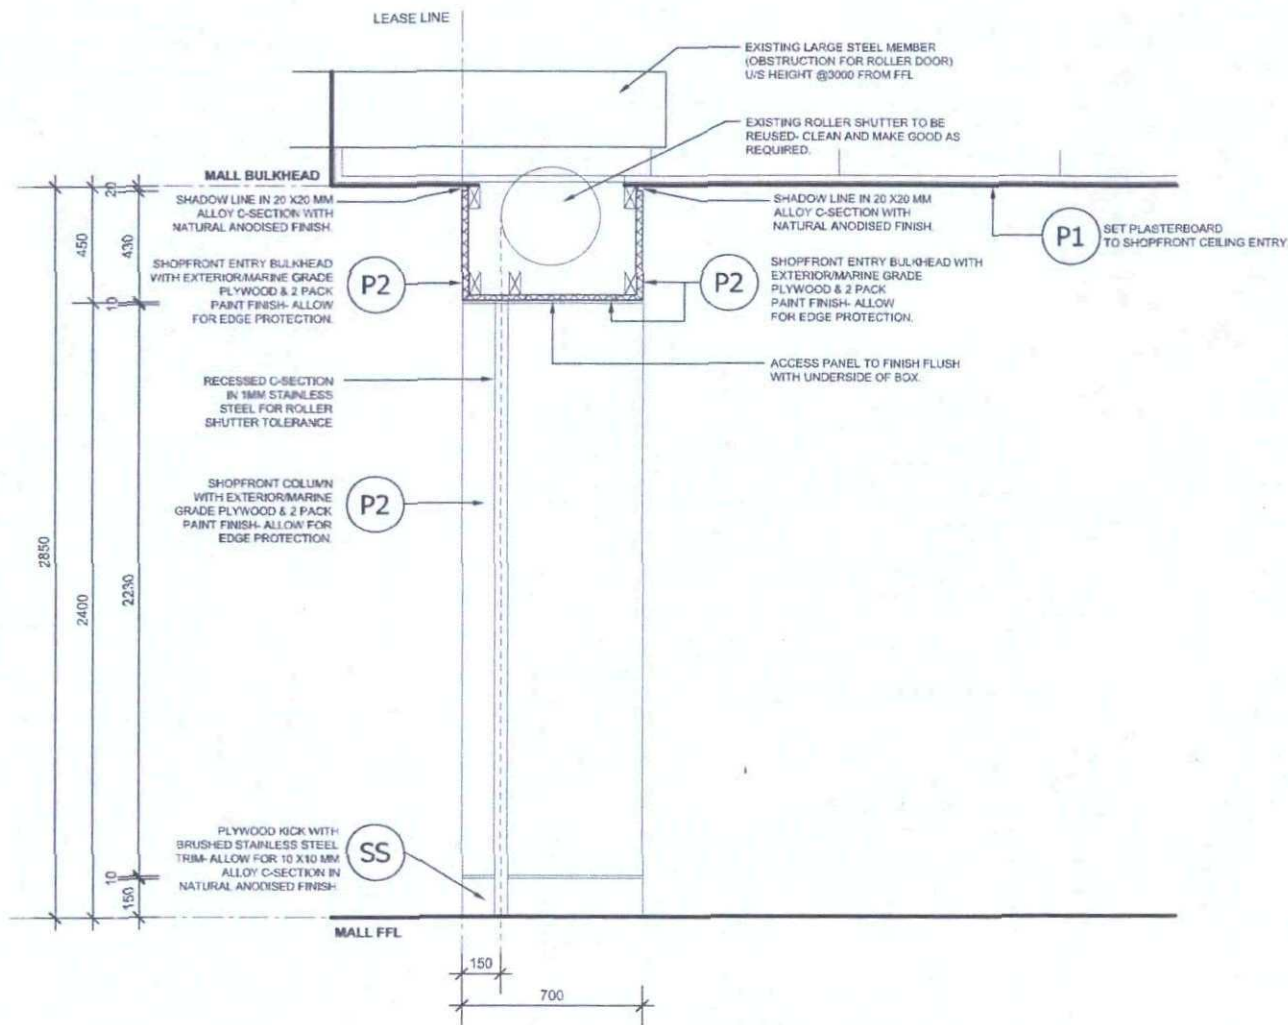 LEASE LINE
EXISTING LARGE STEEL MEMBER
(OBSTRUCTION FOR ROLLER DOOR)
U/S HEIGHT @3000 FROM FFL
EXISTING ROLLER SHUTTER TO BE
REUSED- CLEAN AND MAKE GOOD AS
REQUIRED.
MALL BULKHEAD
SHADOW LINE IN 20 X20 MM
ALLOY C-SECTION WITH
NATURAL ANODISED FINISH.
SHADOW LINE IN 20 X20 MM
ALLOY C-SECTION WITH
NATURAL ANODISED FINISH.
P1
SET PLASTERBOARD
TO SHOPFRONT CEILING ENTRY
SHOPFRONT ENTRY BULKHEAD
WITH EXTERIOR/MARINE GRADE
PLYWOOD & 2 PACK
PAINT FINISH- ALLOW
FOR EDGE PROTECTION.
P2
P2
SHOPFRONT ENTRY BULKHEAD WITH
EXTERIOR/MARINE GRADE
PLYWOOD & 2 PACK
PAINT FINISH- ALLOW
FOR EDGE PROTECTION.
ACCESS PANEL TO FINISH FLUSH
WITH UNDERSIDE OF BOX.
RECESSED C-SECTION
IN 1MM STAINLESS
STEEL FOR ROLLER
SHUTTER TOLERANCE
SHOPFRONT COLUMN
WITH EXTERIOR/MARINE
GRADE PLYWOOD & 2 PACK
PAINT FINISH- ALLOW FOR
EDGE PROTECTION.
P2
PLYWOOD KICK WITH
BRUSHED STAINLESS STEEL
TRIM- ALLOW FOR 10 X10 MM
ALLOY C-SECTION IN
NATURAL ANODISED FINISH.
SS
MALL FFL
2850
450
2400
20
430
10
2230
10
150
150
700